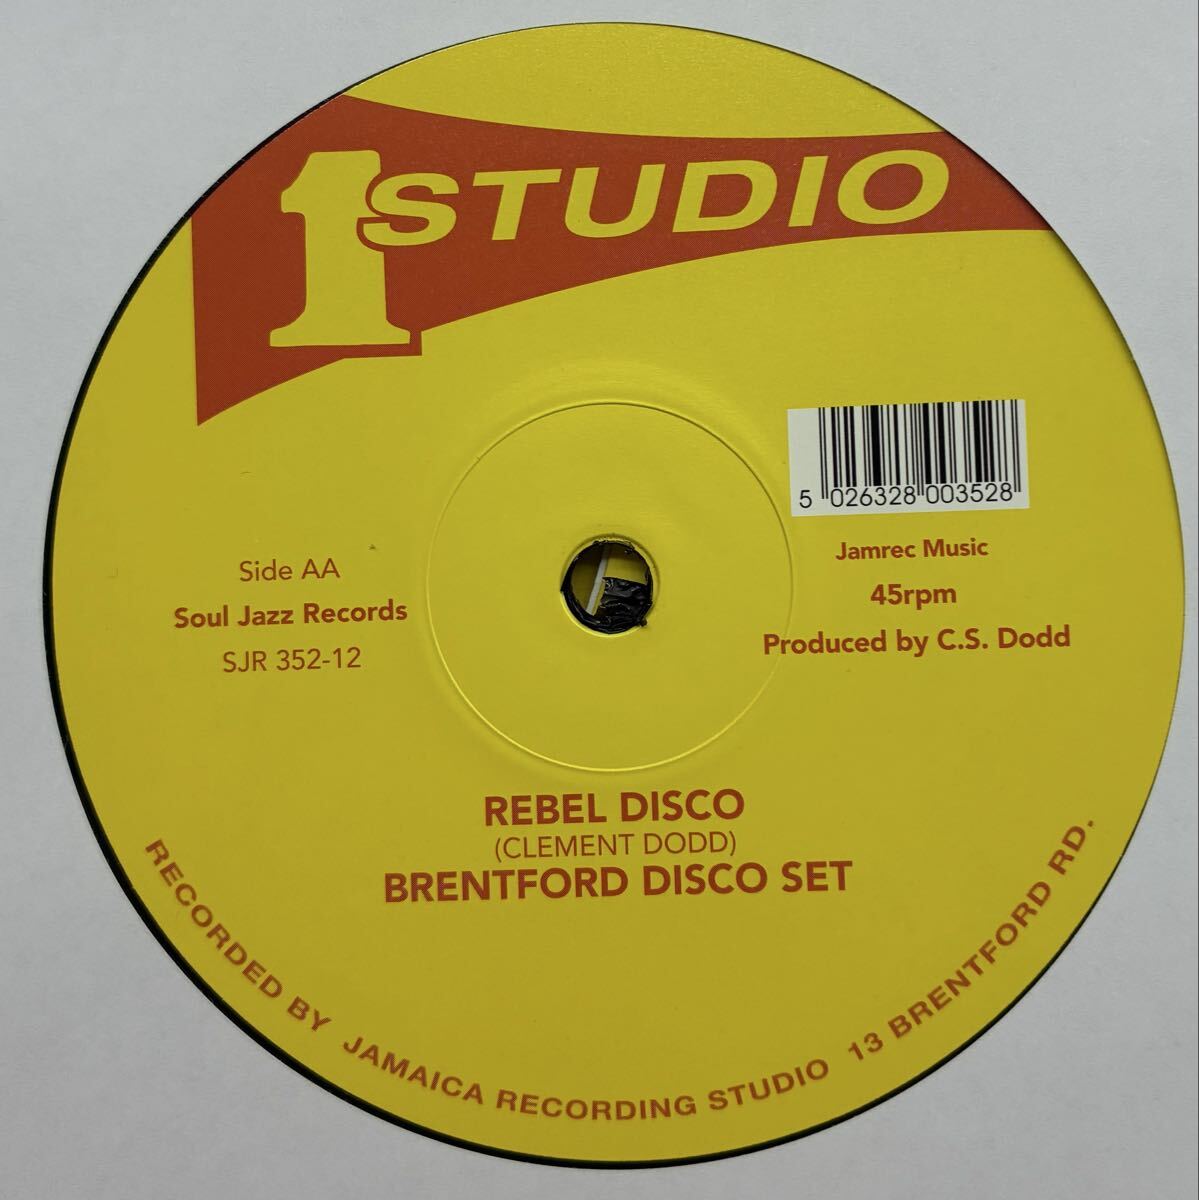 1 STUDIO
5 026328 003528
Jamrec Music
45rpm
Produced by C.S. Dodd
Side AA
Soul Jazz Records
SJR 352-12
REBEL DISCO
(CLEMENT DODD)
BRENTFORD DISCO SET
RECORDED BY JAMAICA RECORDING STUDIO 13 BRENTFORD RD.